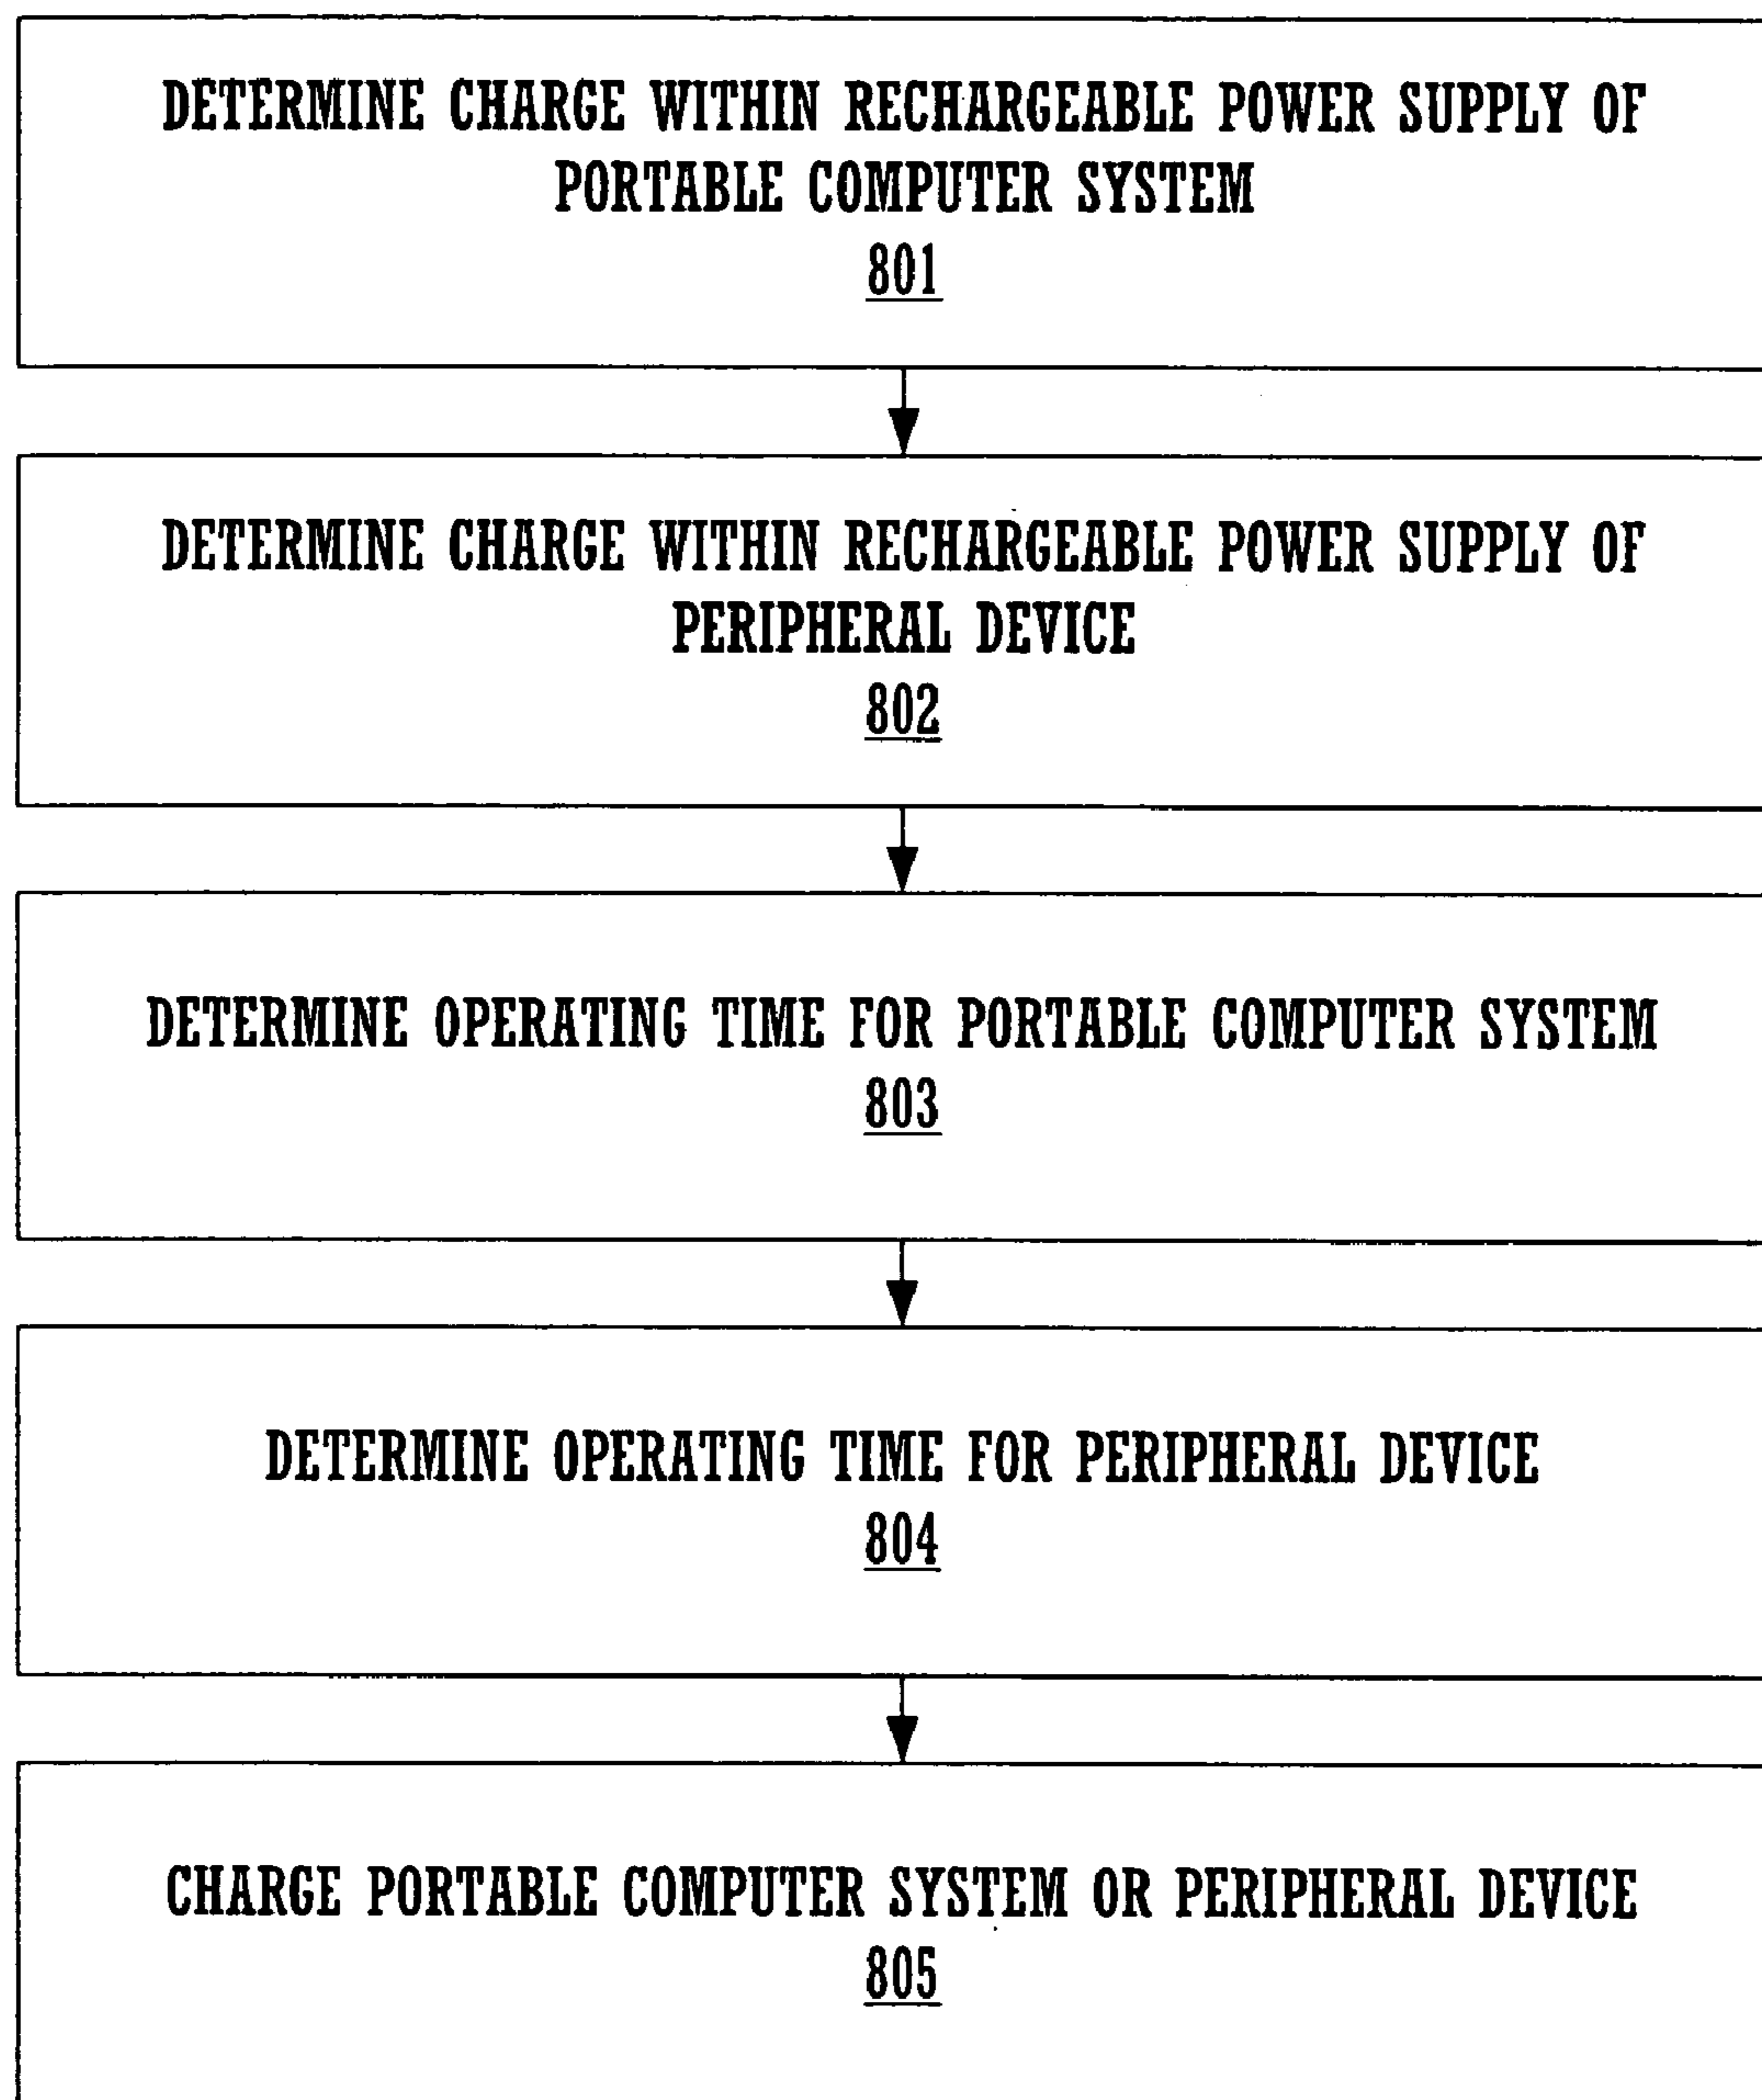 DETERMINE CHARGE WITHIN RECHARGEABLE POWER SUPPLY OF
PORTABLE COMPUTER SYSTEM
801
DETERMINE CHARGE WITHIN RECHARGEABLE POWER SUPPLY OF
PERIPHERAL DEVICE
802
DETERMINE OPERATING TIME FOR PORTABLE COMPUTER SYSTEM
803
DETERMINE OPERATING TIME FOR PERIPHERAL DEVICE
804
CHARGE PORTABLE COMPUTER SYSTEM OR PERIPHERAL DEVICE
805